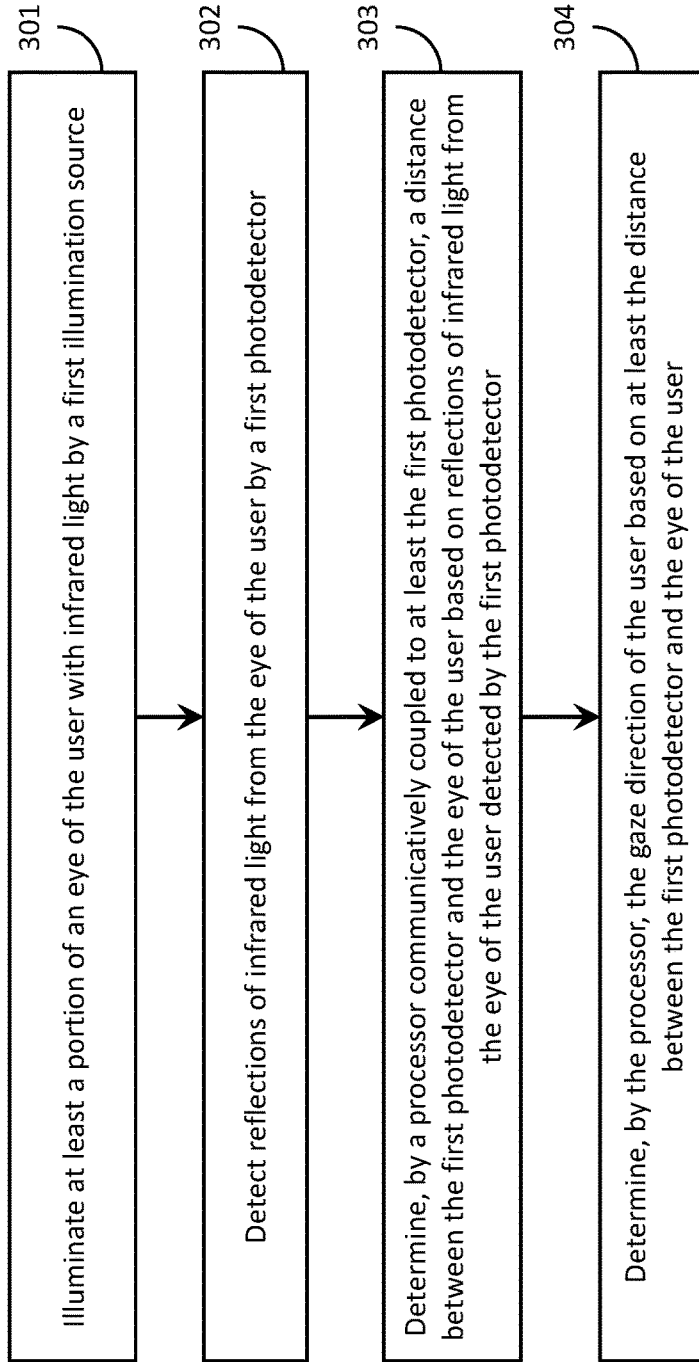 301
Illuminate at least a portion of an eye of the user with infrared light by a first illumination source
302
Detect reflections of infrared light from the eye of the user by a first photodetector
303
Determine, by a processor communicatively coupled to at least the first photodetector, a distance
between the first photodetector and the eye of the user based on reflections of infrared light from
the eye of the user detected by the first photodetector
304
Determine, by the processor, the gaze direction of the user based on at least the distance
between the first photodetector and the eye of the user